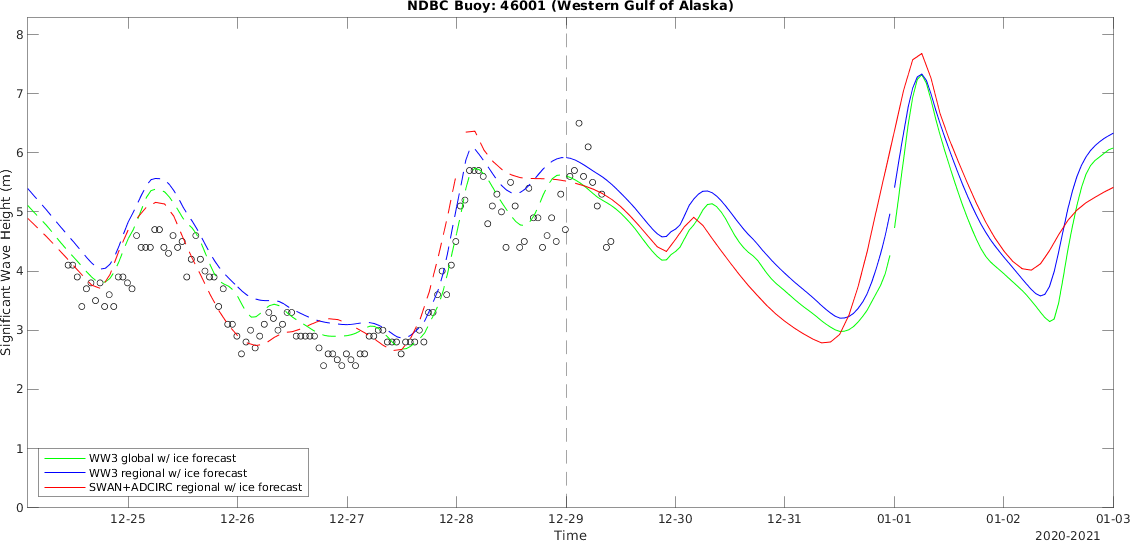 NDBC Buoy: 46001 (Western Gulf of Alaska)
Significant Wave Height (m)
8
7
6
5
4
3
2
1
0
WW3 global w/ ice forecast
WW3 regional w/ ice forecast
SWAN+ADCIRC regional w/ ice forecast
12-25 12-26 12-27 12-28 12-29 12-30 12-31 01-01 01-02 01-03
Time
2020-2021